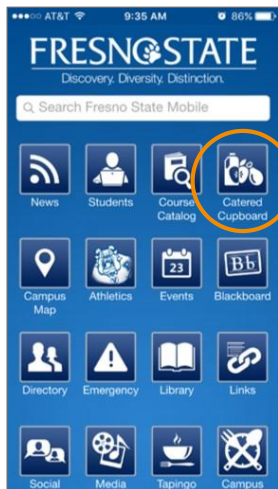 AT&T 9:35 AM 86%
FRESNO STATE
Discovery. Diversity. Distinction.
Search Fresno State Mobile
News Students Course Catalog Catered Cupboard
23 Bb
Campus Map Athletics Events Blackboard
Directory Emergency Library Links
Social Media Tapingo Campus